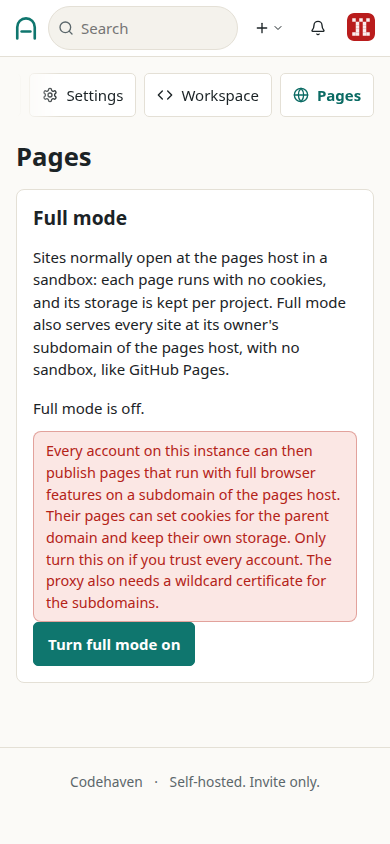 Search
Settings
Workspace
Pages
Pages
Full mode
Sites normally open at the pages host in a
sandbox: each page runs with no cookies,
and its storage is kept per project. Full mode
also serves every site at its owner's
subdomain of the pages host, with no
sandbox, like GitHub Pages.
Full mode is off.
Every account on this instance can then
publish pages that run with full browser
features on a subdomain of the pages host.
Their pages can set cookies for the parent
domain and keep their own storage. Only
turn this on if you trust every account. The
proxy also needs a wildcard certificate for
the subdomains.
Turn full mode on
Codehaven · Self-hosted. Invite only.